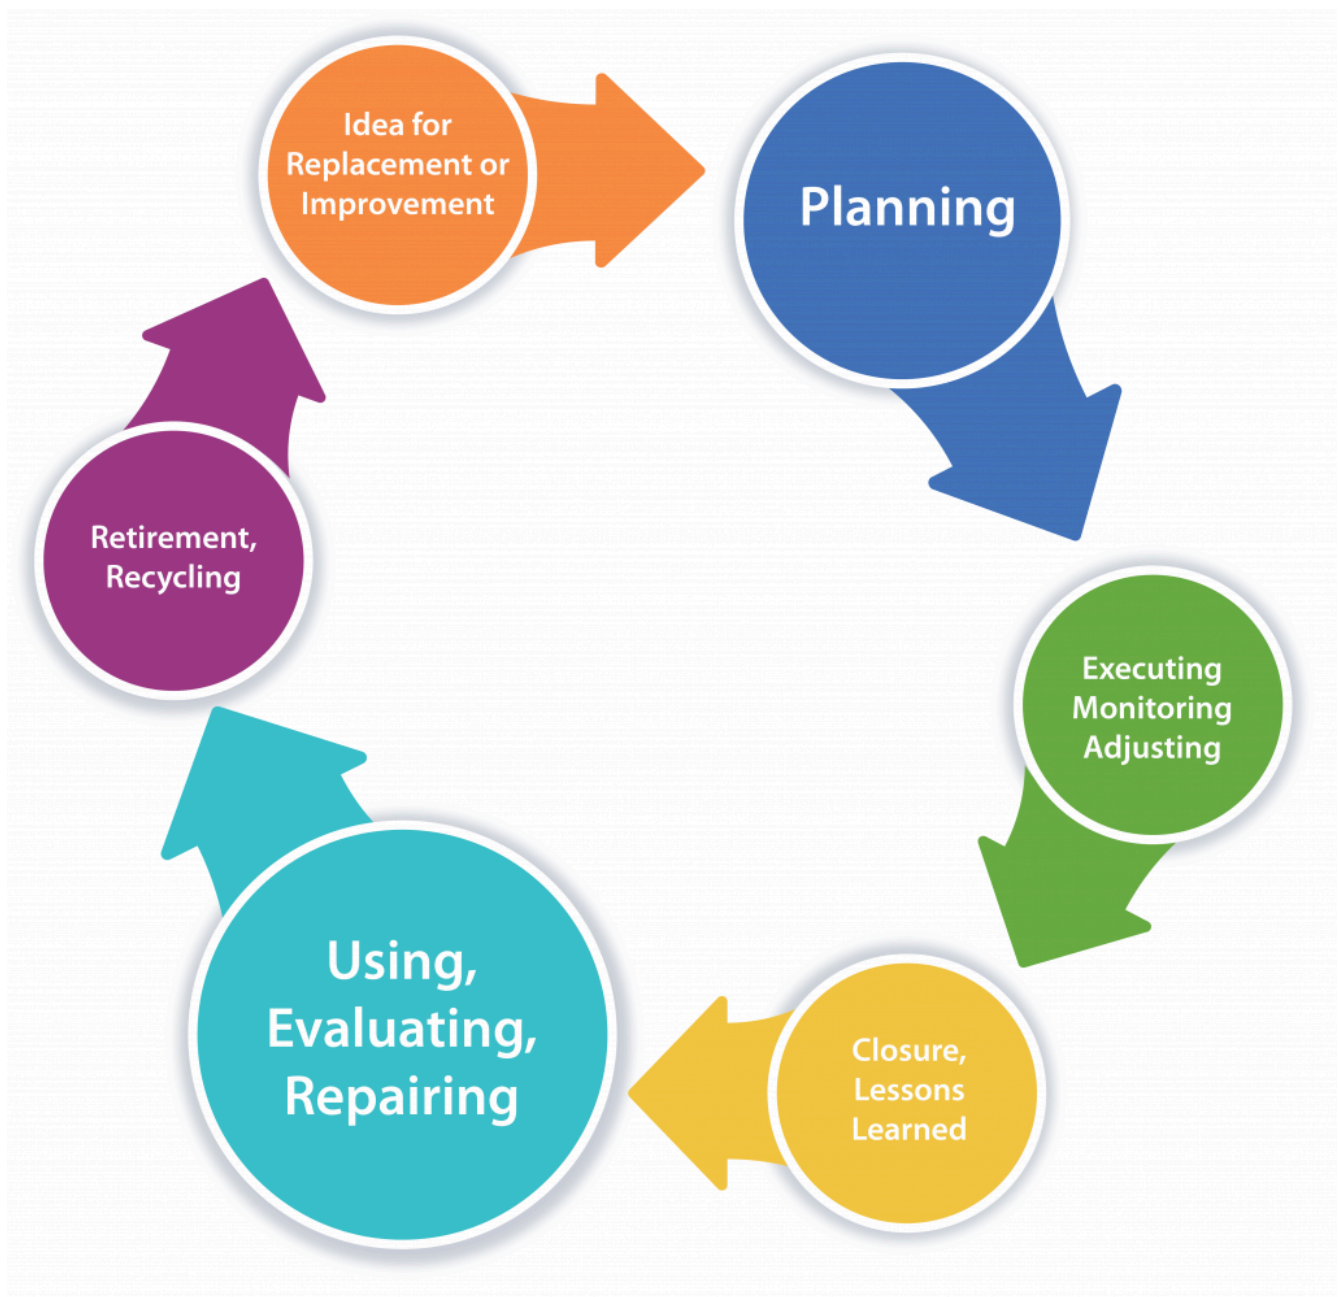 Idea for
Replacement or
Improvement
Planning
Executing
Monitoring
Adjusting
Closure,
Lessons
Learned
Using,
Evaluating,
Repairing
Retirement,
Recycling